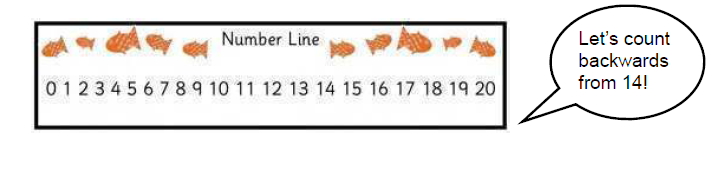 Number Line
0 1 2 3 4 5 6 7 8 9 10 11 12 13 14 15 16 17 18 19 20
Let's count
backwards
from 14!